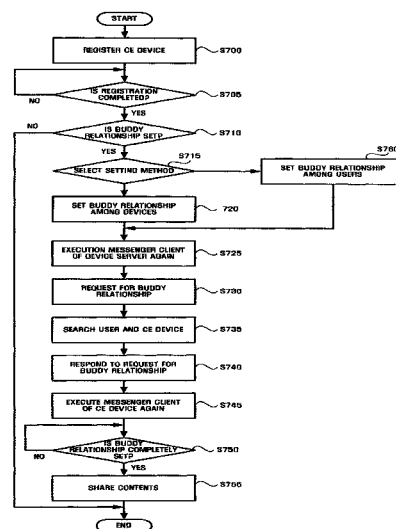 START
REGISTER CE DEVICE
S700
IS REGISTRATION
COMPLETED?
S705
NO
YES
NO
IS BUDDY
RELATIONSHIP SET?
S710
YES
S715
SELECT SETTING METHOD
S760
SET BUDDY RELATIONSHIP
AMONG USERS
SET BUDDY RELATIONSHIP
AMONG DEVICES
720
EXECUTION MESSENGER CLIENT
OF DEVICE SERVER AGAIN
S725
REQUEST FOR BUDDY
RELATIONSHIP
S730
SEARCH USER AND CE DEVICE
S735
RESPOND TO REQUEST FOR
BUDDY RELATIONSHIP
S740
EXECUTE MESSENGER CLIENT
OF CE DEVICE AGAIN
S745
IS BUDDY
RELATIONSHIP COMPLETELY
SET?
S750
NO
YES
SHARE CONTENTS
S755
END